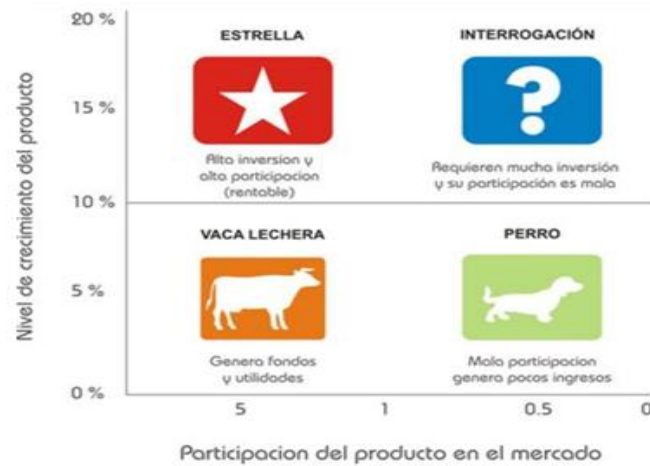 20 %
ESTRELLA
INTERROGACIÓN
15 %
Alta inversion y
alta participacion
(rentable)
Requieren mucha inversión
y su participación es mala
10 %
VACA LECHERA
PERRO
5 %
Genera fondos
y utilidades
Mala participacion
genera pocos ingresos
0 %
5
1
0.5
0
Nivel de crecimiento del producto
Participacion del producto en el mercado